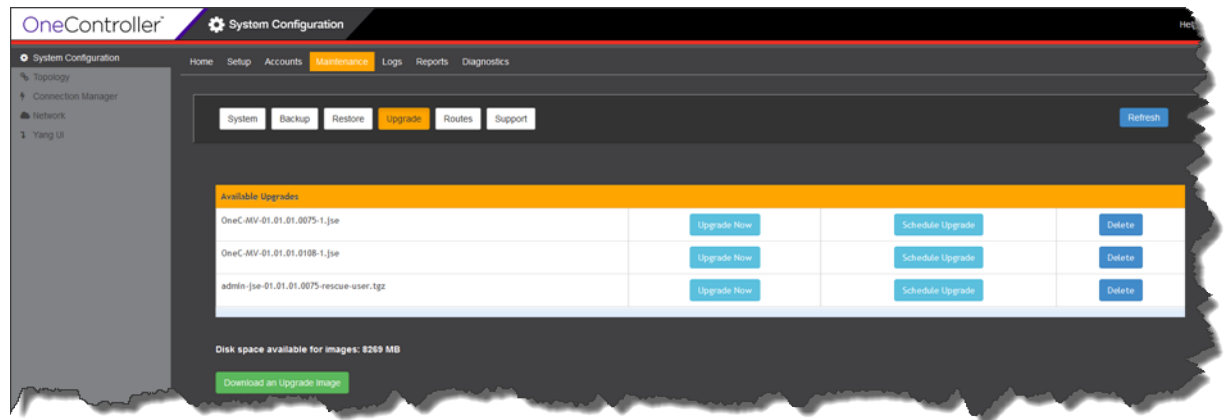 OneController™ System Configuration Hel
System Configuration
Topology
Connection Manager
Network
Yang UI
Home Setup Accounts Maintenance Logs Reports Diagnostics
System Backup Restore Upgrade Routes Support Refresh
Available Upgrades
OneC-MV-01.01.01.0075-1.jse Upgrade Now Schedule Upgrade Delete
OneC-MV-01.01.01.0108-1.jse Upgrade Now Schedule Upgrade Delete
admin-jse-01.01.01.0075-rescue-user.tgz Upgrade Now Schedule Upgrade Delete
Disk space available for images: 8269 MB
Download an Upgrade Image